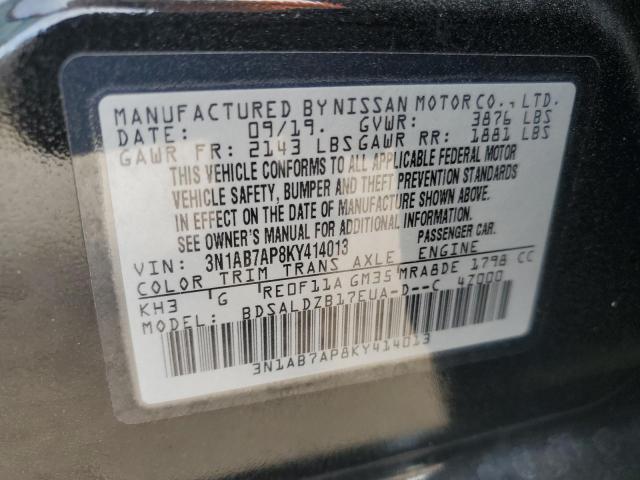 MANUFACTURED BY NISSAN MOTOR CO., LTD.
DATE: 09/19. GVWR: 3876 LBS
GAWR FR: 2143 LBS GAWR RR: 1881 LBS
THIS VEHICLE CONFORMS TO ALL APPLICABLE FEDERAL MOTOR
VEHICLE SAFETY, BUMPER AND THEFT PREVENTION STANDARDS
IN EFFECT ON THE DATE OF MANUFACTURE SHOWN ABOVE.
SEE OWNER'S MANUAL FOR ADDITIONAL INFORMATION.
VIN: 3N1AB7AP8KY414013 PASSENGER CAR.
COLOR TRIM TRANS AXLE ENGINE
KH3 G RE0F11A GM35 MRA8DE 1798 CC
MODEL: BDSALDZB17EUA-D--C 4Z000
3N1AB7AP8KY414013